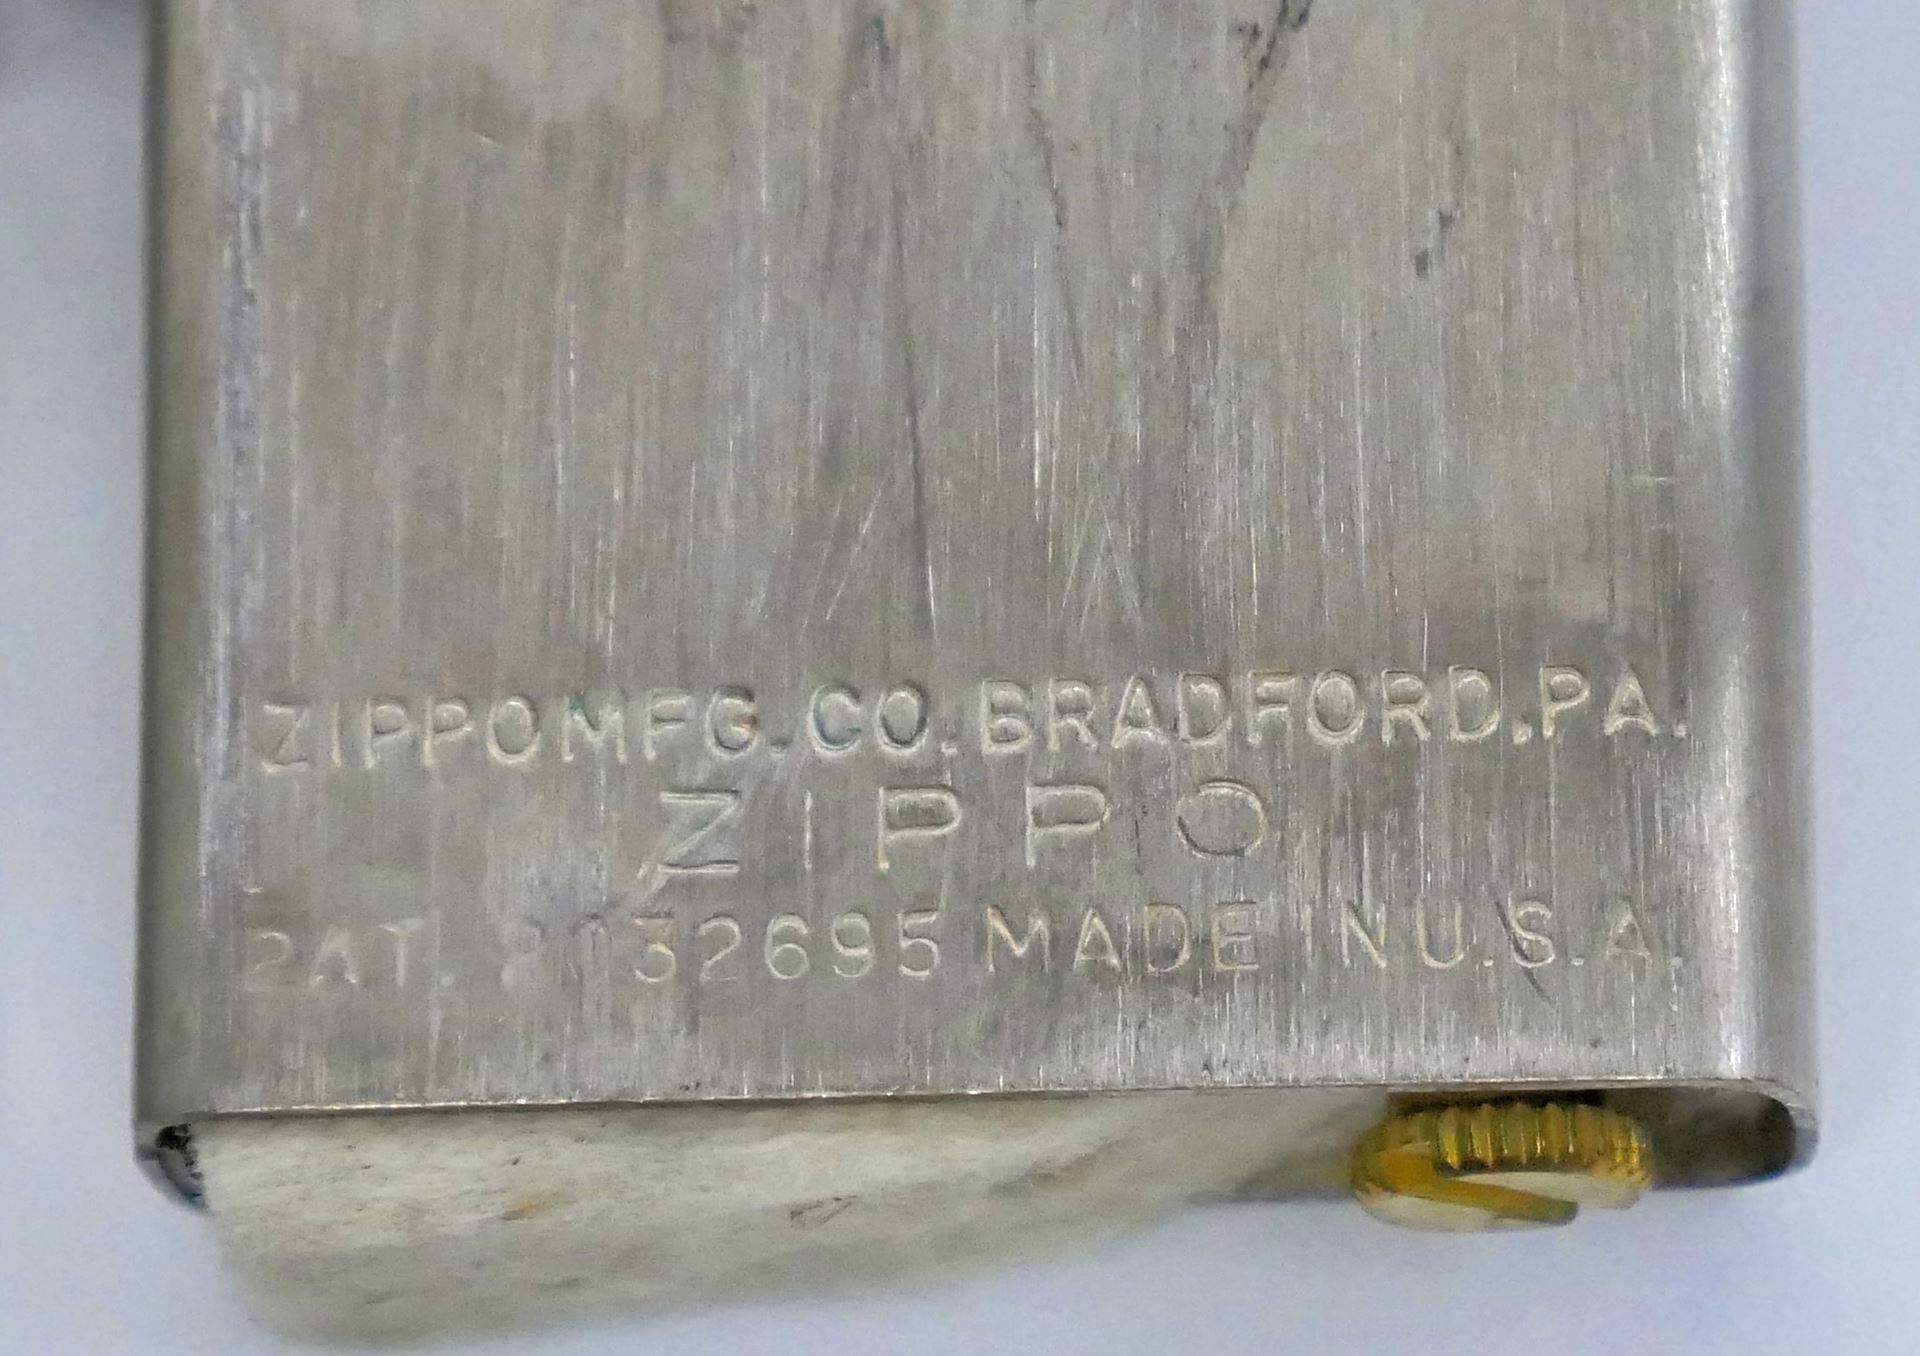 ZIPPO MFG. CO. BRADFORD. PA.
ZIPPO
PAT. 2032695 MADE IN U.S.A.